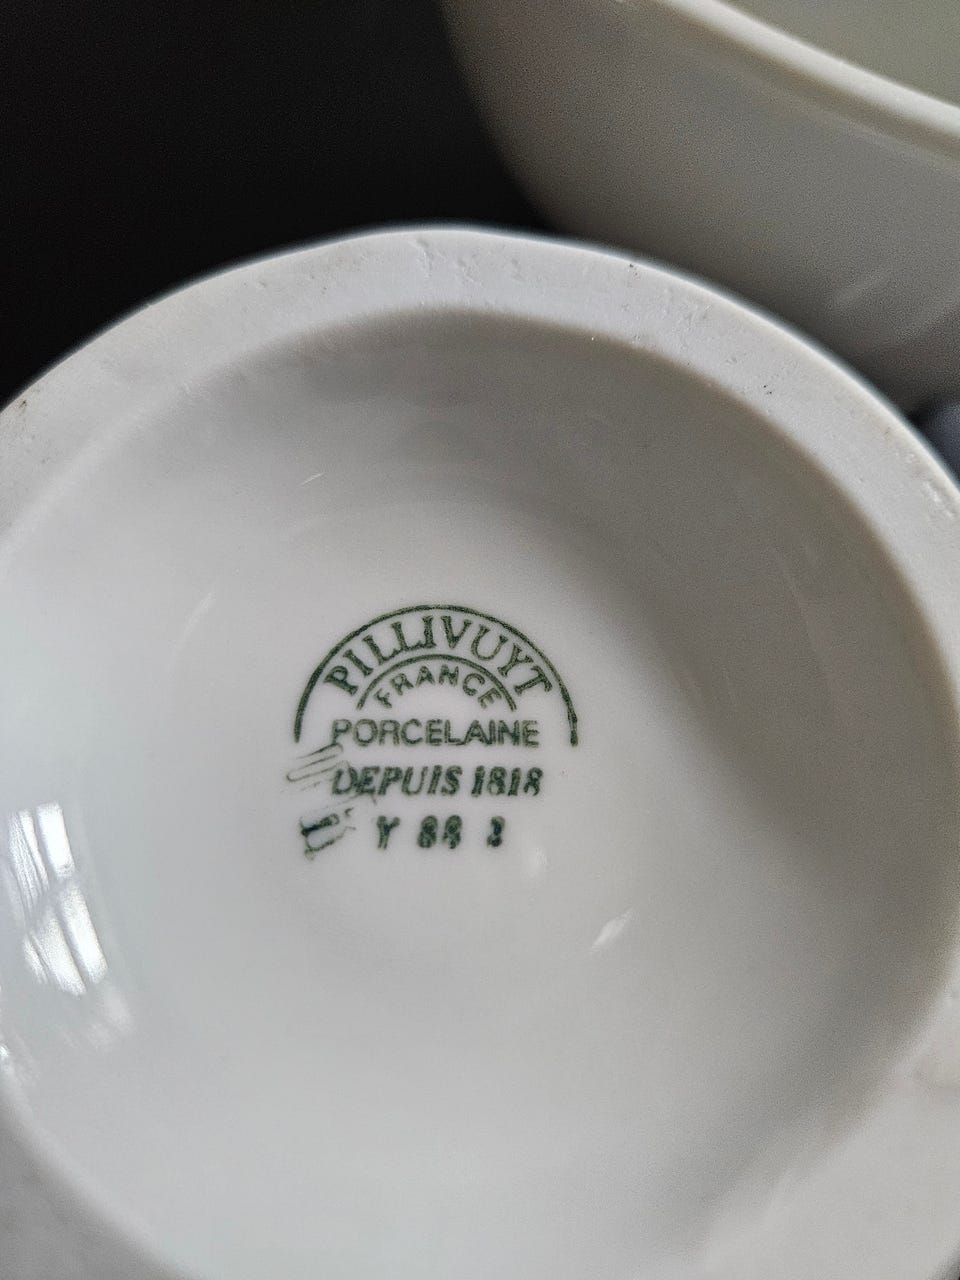 PILLIVUYT
FRANCE
PORCELAINE
DEPUIS 1818
Y